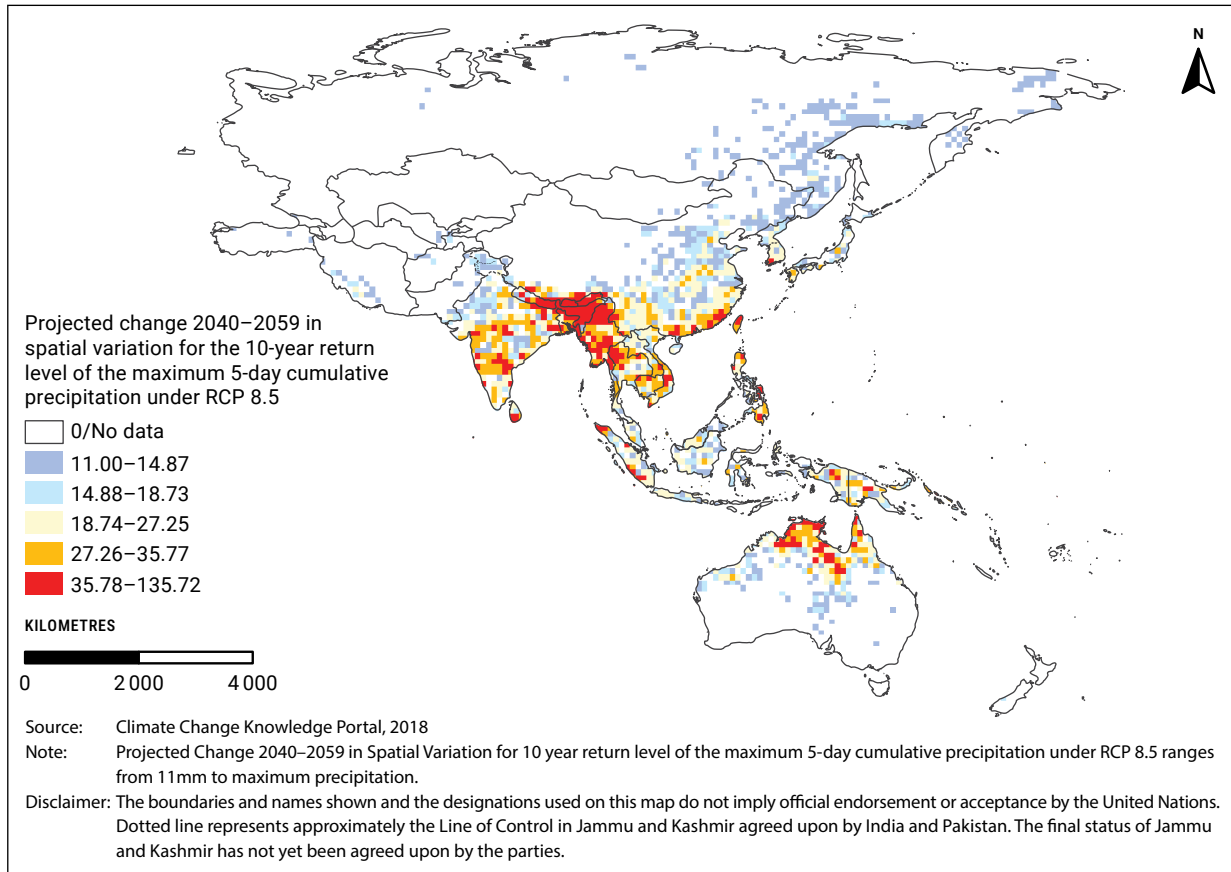 N
Projected change 2040–2059 in
spatial variation for the 10-year return
level of the maximum 5-day cumulative
precipitation under RCP 8.5
0/No data
11.00–14.87
14.88–18.73
18.74–27.25
27.26–35.77
35.78–135.72
KILOMETRES
0 2 000 4 000
Source: Climate Change Knowledge Portal, 2018
Note: Projected Change 2040–2059 in Spatial Variation for 10 year return level of the maximum 5-day cumulative precipitation under RCP 8.5 ranges
from 11mm to maximum precipitation.
Disclaimer: The boundaries and names shown and the designations used on this map do not imply official endorsement or acceptance by the United Nations.
Dotted line represents approximately the Line of Control in Jammu and Kashmir agreed upon by India and Pakistan. The final status of Jammu
and Kashmir has not yet been agreed upon by the parties.